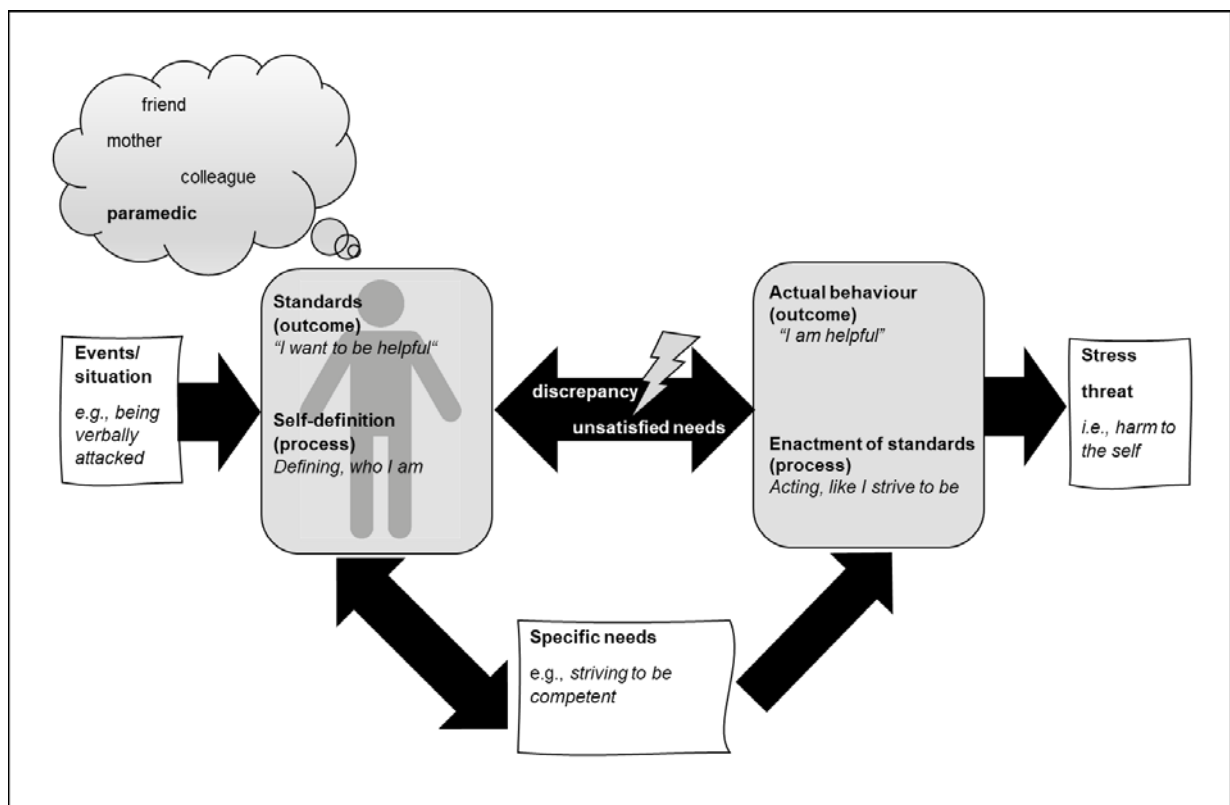 friend
mother
colleague
paramedic
Events/
situation
e.g., being
verbally
attacked
Standards
(outcome)
“I want to be helpful“
Self-definition
(process)
Defining, who I am
discrepancy
unsatisfied needs
Actual behaviour
(outcome)
“I am helpful”
Enactment of standards
(process)
Acting, like I strive to be
Stress
threat
i.e., harm to
the self
Specific needs
e.g., striving to be
competent